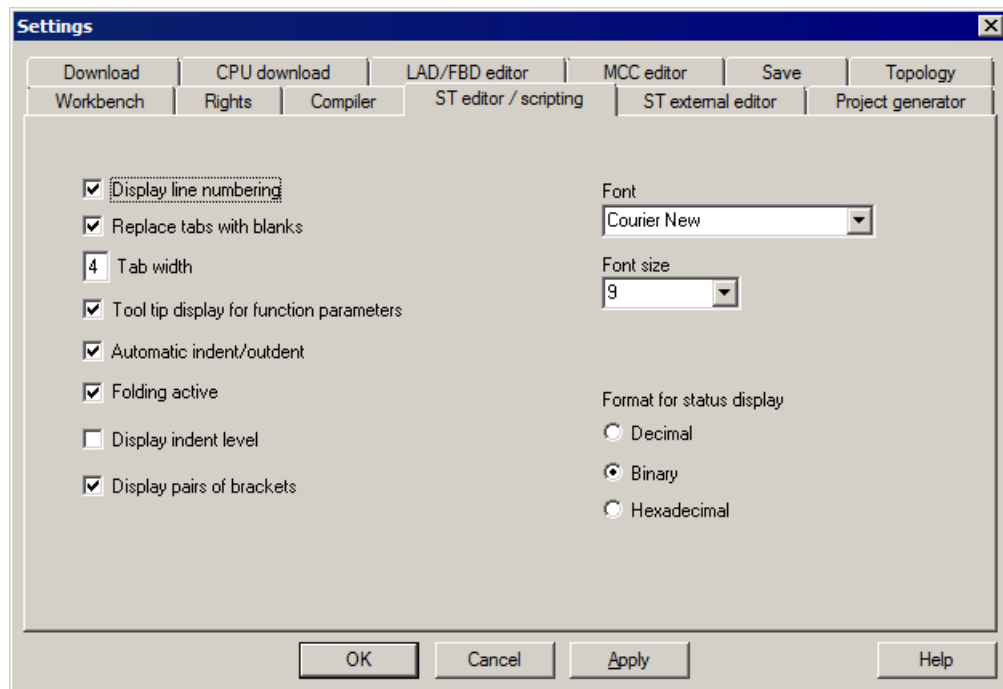 Settings
Download CPU download LAD/FBD editor MCC editor Save Topology
Workbench Rights Compiler ST editor / scripting ST external editor Project generator
Display line numbering
Replace tabs with blanks
4 Tab width
Tool tip display for function parameters
Automatic indent/outdent
Folding active
Display indent level
Display pairs of brackets
Font
Courier New
Font size
9
Format for status display
Decimal
Binary
Hexadecimal
OK Cancel Apply Help